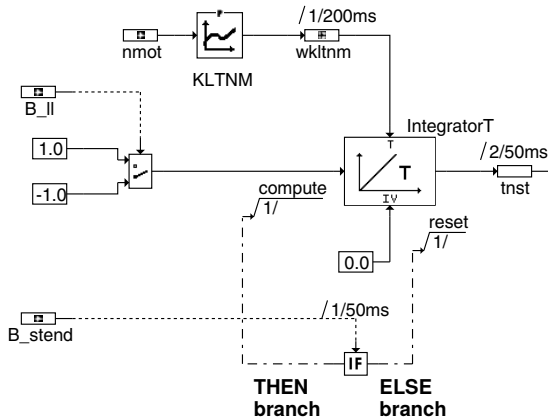 /1/200ms
nmot
wkltnm
KLTNM
B_ll
IntegratorT
1.0
-1.0
T
T
IV
/2/50ms
tnst
compute
1/
reset
1/
0.0
/1/50ms
B_stend
IF
THEN
branch
ELSE
branch